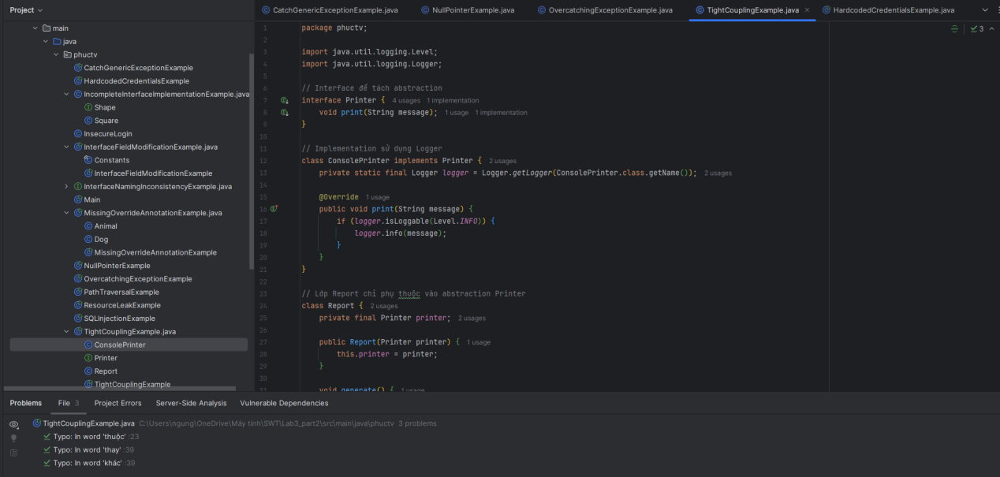 Project
CatchGenericExceptionExample.java
NullPointerExample.java
OvercatchingExceptionExample.java
TightCouplingExample.java
HardcodedCredentialsExample.java
main
java
phuctv
CatchGenericExceptionExample
HardcodedCredentialsExample
IncompleteInterfaceImplementationExample.java
Shape
Square
InsecureLogin
InterfaceFieldModificationExample.java
Constants
InterfaceFieldModificationExample
InterfaceNamingInconsistencyExample.java
Main
MissingOverrideAnnotationExample.java
Animal
Dog
MissingOverrideAnnotationExample
NullPointerExample
OvercatchingExceptionExample
PathTraversalExample
ResourceLeakExample
SQLInjectionExample
TightCouplingExample.java
ConsolePrinter
Printer
Report
TightCouplingExample
3
1 package phuctv;
2
3 import java.util.logging.Level;
4 import java.util.logging.Logger;
5
6 // Interface để tách abstraction
7 interface Printer { 4 usages 1 implementation
8 void print(String message); 1 usage 1 implementation
9 }
10
11 // Implementation sử dụng Logger
12 class ConsolePrinter implements Printer { 2 usages
13 private static final Logger logger = Logger.getLogger(ConsolePrinter.class.getName()); 2 usages
14
15 @Override 1 usage
16 public void print(String message) {
17 if (logger.isLoggable(Level.INFO)) {
18 logger.info(message);
19 }
20 }
21 }
22
23 // Lớp Report chỉ phụ thuộc vào abstraction Printer
24 class Report { 2 usages
25 private final Printer printer; 2 usages
26
27 public Report(Printer printer) { 1 usage
28 this.printer = printer;
29 }
30
31 void generate() { 1 usage
Problems
File 3
Project Errors
Server-Side Analysis
Vulnerable Dependencies
TightCouplingExample.java C:\Users\ngung\OneDrive\Máy tính\SWT\Lab3_part2\src\main\java\phuctv 3 problems
Typo: In word 'thuộc' :23
Typo: In word 'thay' :39
Typo: In word 'khác' :39